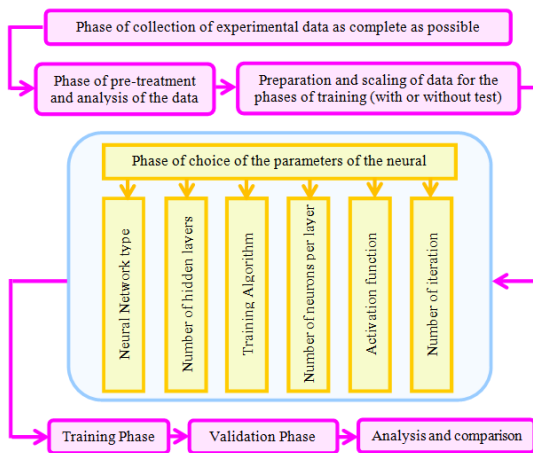 Phase of collection of experimental data as complete as possible
Phase of pre-treatment
and analysis of the data
Preparation and scaling of data for the
phases of training (with or without test)
Phase of choice of the parameters of the neural
Neural Network type
Number of hidden layers
Training Algorithm
Number of neurons per layer
Activation function
Number of iteration
Training Phase
Validation Phase
Analysis and comparison